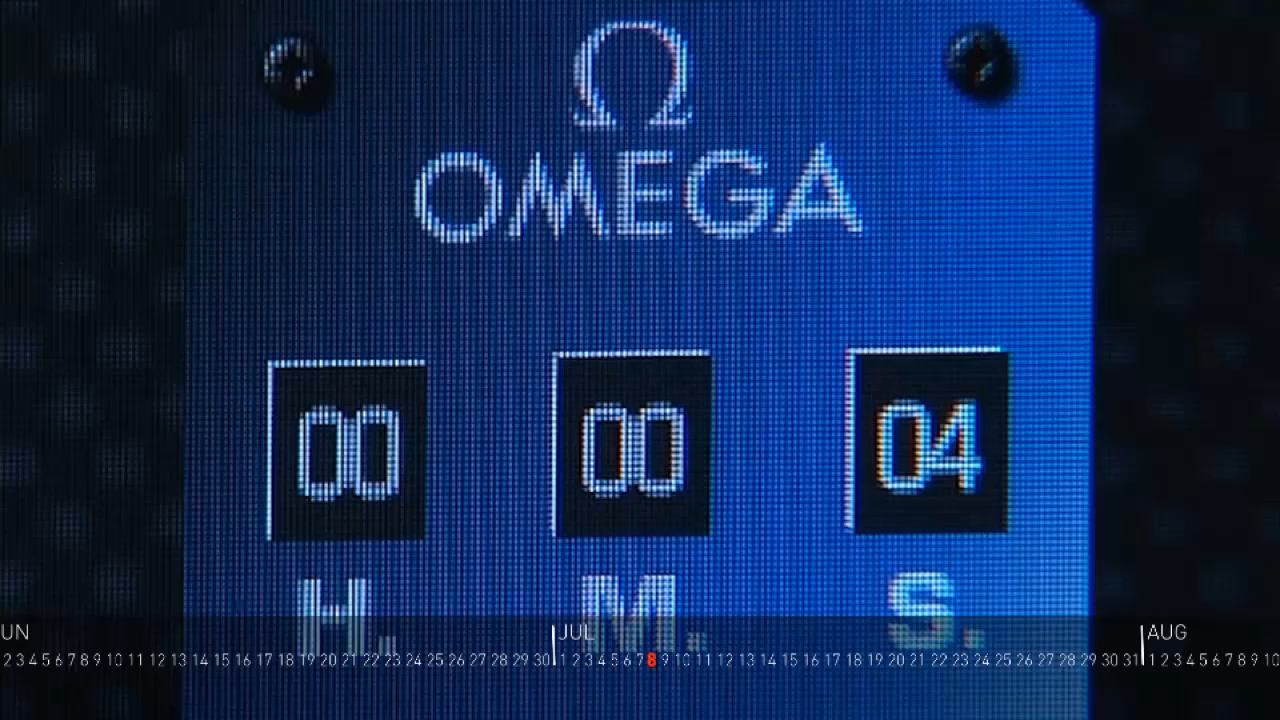 Ω
OMEGA
00 00 04
H. M. S.
UN JUL AUG
2 3 4 5 6 7 8 9 10 11 12 13 14 15 16 17 18 19 20 21 22 23 24 25 26 27 28 29 30 1 2 3 4 5 6 7 8 9 10 11 12 13 14 15 16 17 18 19 20 21 22 23 24 25 26 27 28 29 30 31 1 2 3 4 5 6 7 8 9 10